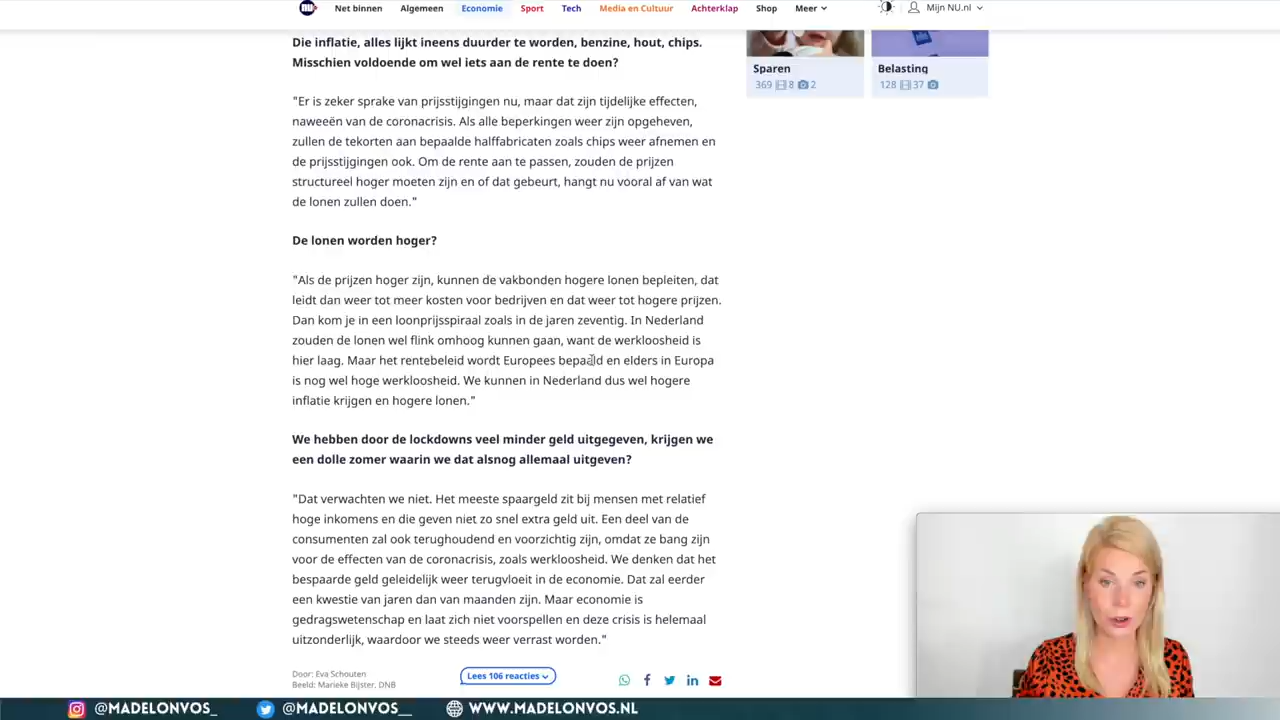 nu
Net binnen Algemeen Economie Sport Tech Media en Cultuur Achterklap Shop Meer Mijn NU.nl
Die inflatie, alles lijkt ineens duurder te worden, benzine, hout, chips.
Misschien voldoende om wel iets aan de rente te doen?
"Er is zeker sprake van prijsstijgingen nu, maar dat zijn tijdelijke effecten,
naweeën van de coronacrisis. Als alle beperkingen weer zijn opgeheven,
zullen de tekorten aan bepaalde halffabricaten zoals chips weer afnemen en
de prijsstijgingen ook. Om de rente aan te passen, zouden de prijzen
structureel hoger moeten zijn en of dat gebeurt, hangt nu vooral af van wat
de lonen zullen doen."
De lonen worden hoger?
"Als de prijzen hoger zijn, kunnen de vakbonden hogere lonen bepleiten, dat
leidt dan weer tot meer kosten voor bedrijven en dat weer tot hogere prijzen.
Dan kom je in een loonprijsspiraal zoals in de jaren zeventig. In Nederland
zouden de lonen wel flink omhoog kunnen gaan, want de werkloosheid is
hier laag. Maar het rentebeleid wordt Europees bepaald en elders in Europa
is nog wel hoge werkloosheid. We kunnen in Nederland dus wel hogere
inflatie krijgen en hogere lonen."
We hebben door de lockdowns veel minder geld uitgegeven, krijgen we
een dolle zomer waarin we dat alsnog allemaal uitgeven?
"Dat verwachten we niet. Het meeste spaargeld zit bij mensen met relatief
hoge inkomens en die geven niet zo snel extra geld uit. Een deel van de
consumenten zal ook terughoudend en voorzichtig zijn, omdat ze bang zijn
voor de effecten van de coronacrisis, zoals werkloosheid. We denken dat het
bespaarde geld geleidelijk weer terugvloeit in de economie. Dat zal eerder
een kwestie van jaren dan van maanden zijn. Maar economie is
gedragswetenschap en laat zich niet voorspellen en deze crisis is helemaal
uitzonderlijk, waardoor we steeds weer verrast worden."
Door: Eva Schouten
Beeld: Marieke Bijster, DNB
Lees 106 reacties
Sparen
369 8 2
Belasting
128 37
@MADELONVOS_ @MADELONVOS__ WWW.MADELONVOS.NL